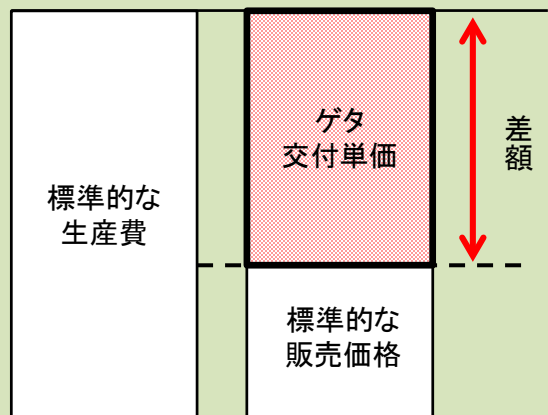 標準的な
生産費
ゲタ
交付単価
差額
標準的な
販売価格